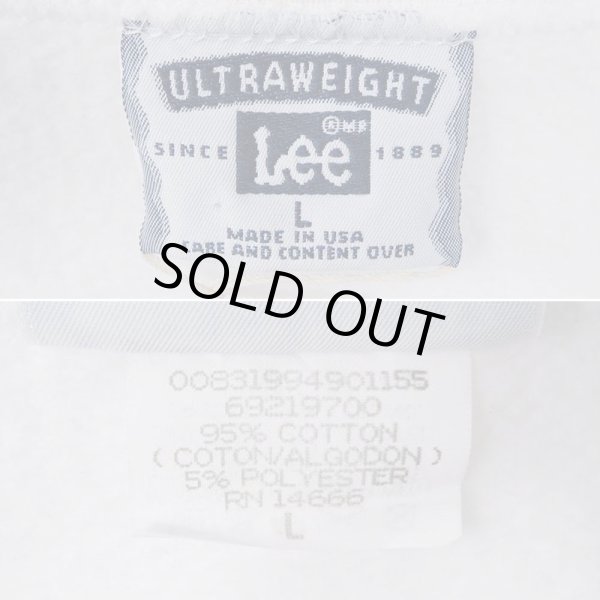 ULTRAWEIGHT
®MR
SINCE Lee 1889
L
MADE IN USA
CARE AND CONTENT OVER
SOLD OUT
00831994901155
69219700
95% COTTON
( COTON/ALGODON )
5% POLYESTER
RN 14666
L